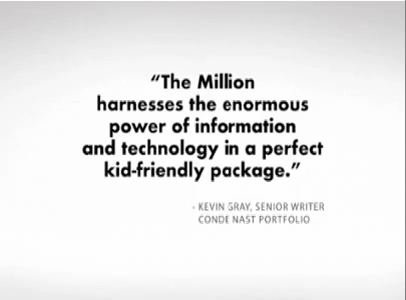 “The Million
harnesses the enormous
power of information
and technology in a perfect
kid-friendly package.”
- KEVIN GRAY, SENIOR WRITER
CONDE NAST PORTFOLIO